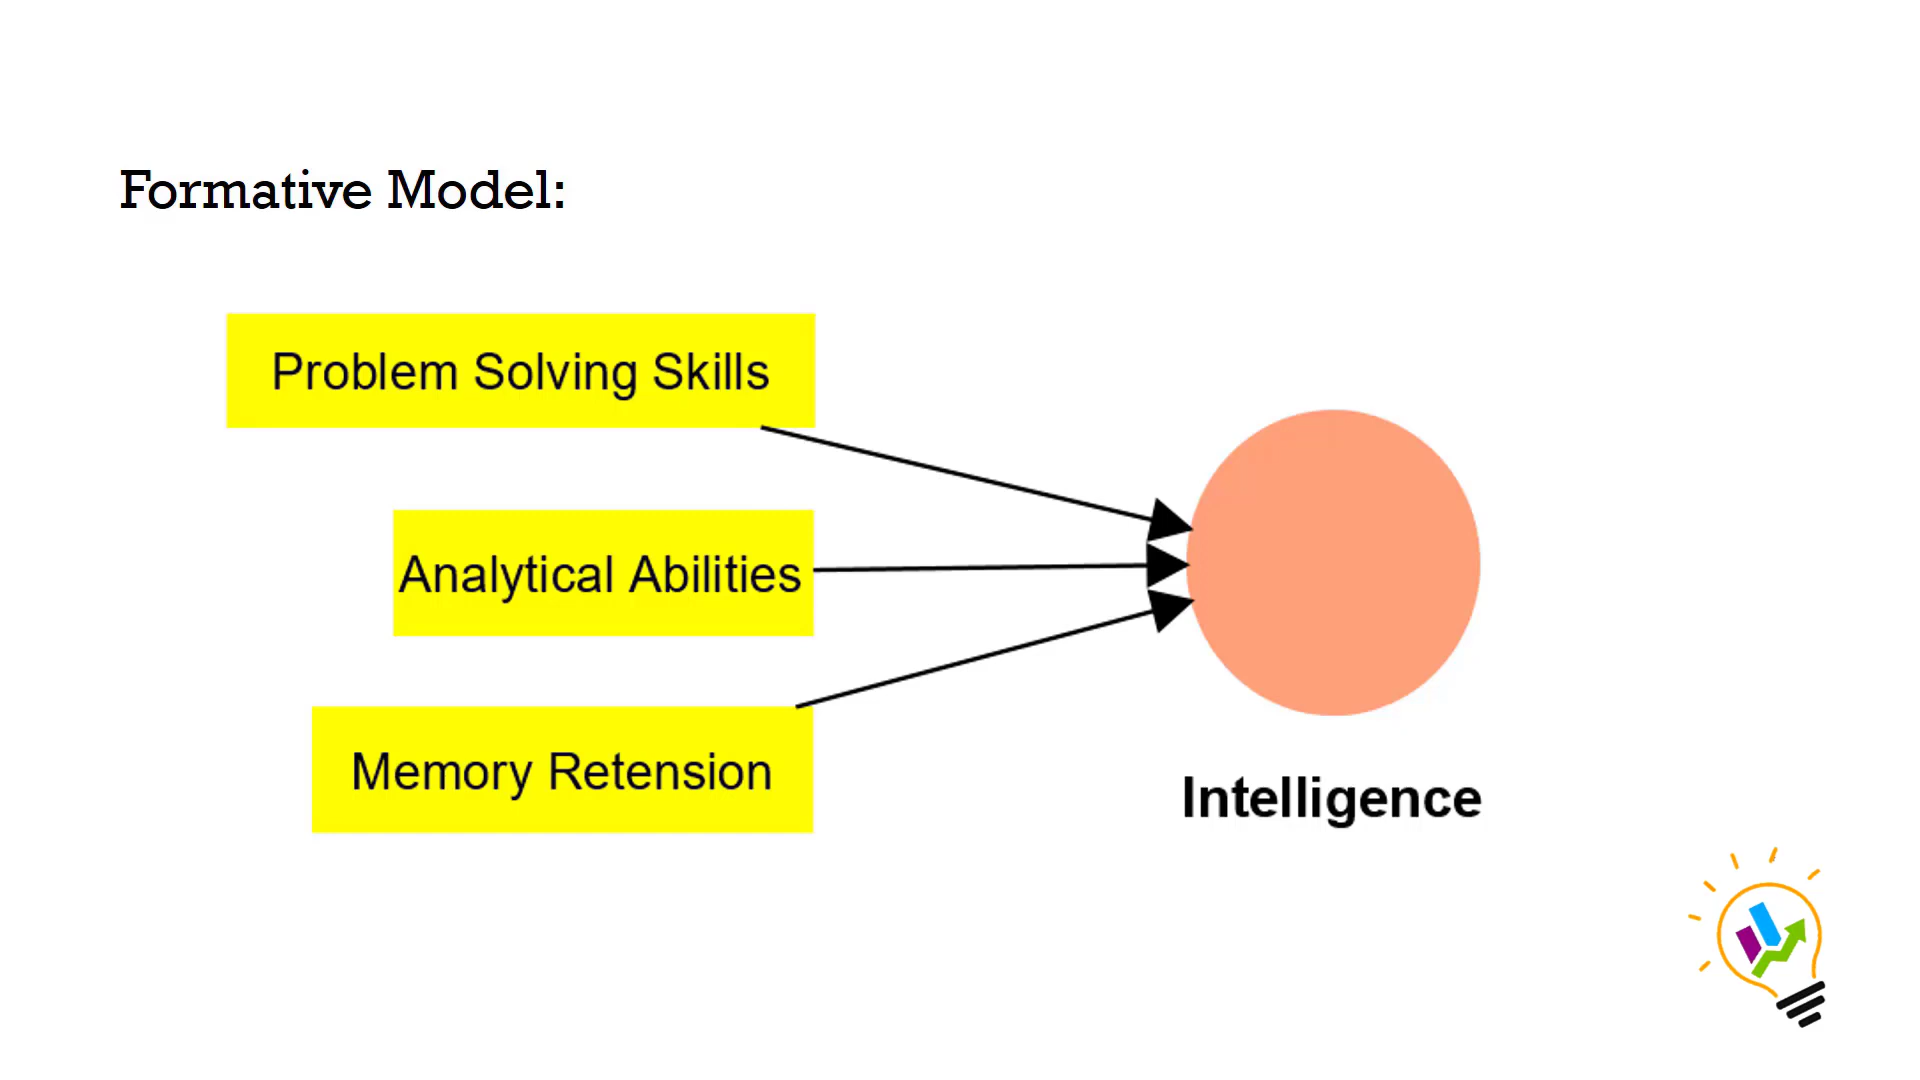 Formative Model:
Problem Solving Skills
Analytical Abilities
Memory Retension
Intelligence